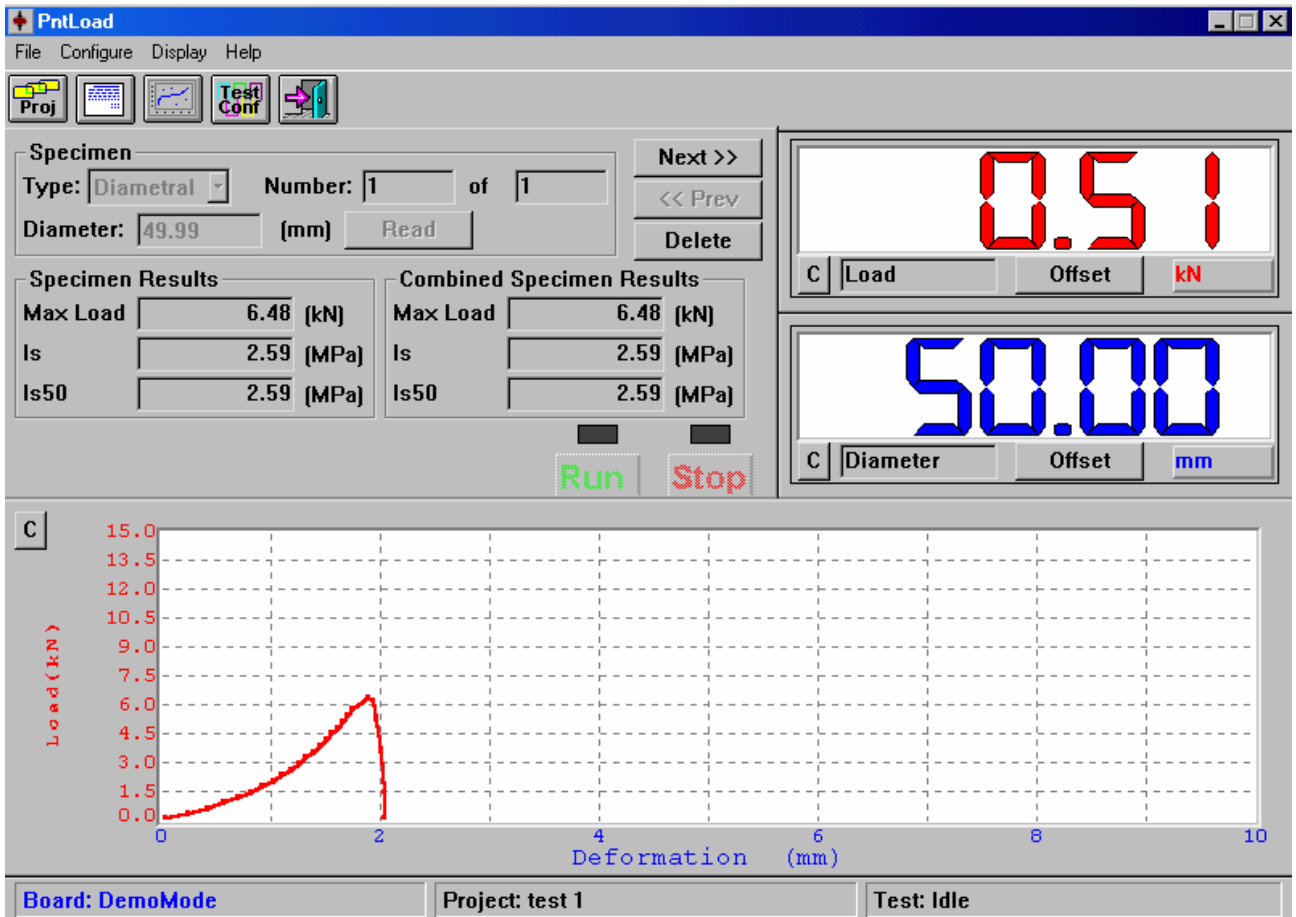 PntLoad
File Configure Display Help
Proj
Test Conf
Specimen
Type: Diametral Number: 1 of 1
Diameter: 49.99 (mm) Read
Next >>
<< Prev
Delete
Specimen Results
Max Load 6.48 (kN)
Is 2.59 (MPa)
Is50 2.59 (MPa)
Combined Specimen Results
Max Load 6.48 (kN)
Is 2.59 (MPa)
Is50 2.59 (MPa)
Run Stop
0.51
C Load Offset kN
50.00
C Diameter Offset mm
C
Load(kN)
15.0
13.5
12.0
10.5
9.0
7.5
6.0
4.5
3.0
1.5
0.0
0 2 4 6 8 10
Deformation (mm)
Board: DemoMode Project: test 1 Test: Idle